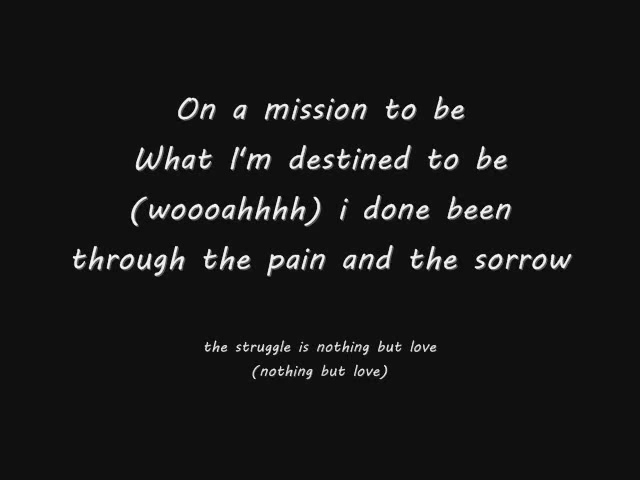 On a mission to be
What I'm destined to be
(woooahhhh) i done been
through the pain and the sorrow
the struggle is nothing but love
(nothing but love)